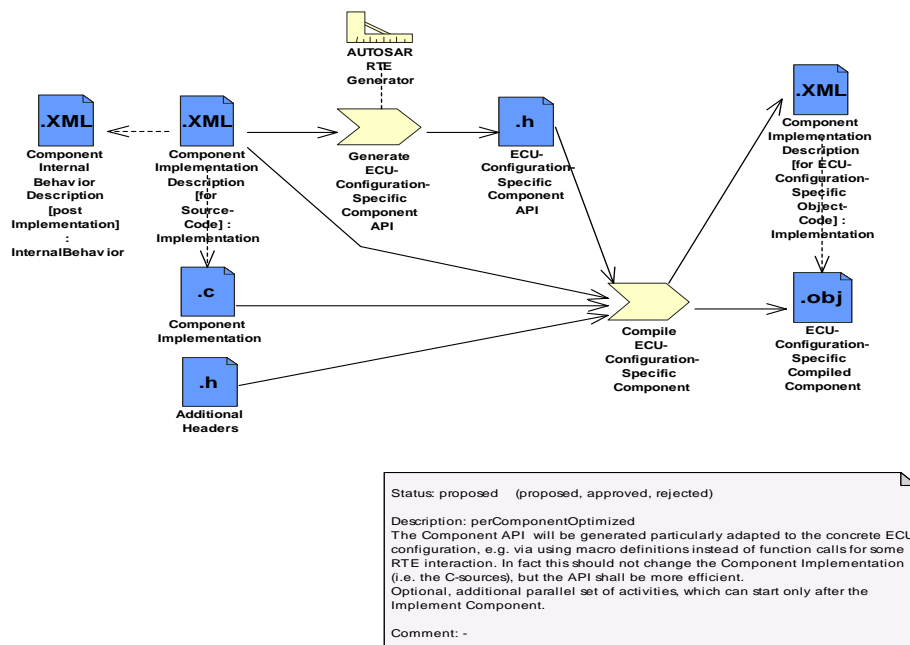 AUTOSAR
RTE
Generator
.XML
Component
Internal
Behavior
Description
[post
Implementation]
:
InternalBehavior
.XML
Component
Implementation
Description
[for
Source-
Code] :
Implementation
Generate
ECU-
Configuration-
Specific
Component
API
.h
ECU-
Configuration-
Specific
Component
API
.XML
Component
Implementation
Description
[for ECU-
Configuration-
Specific
Object-
Code] :
Implementation
.c
Component
Implementation
.h
Additional
Headers
Compile
ECU-
Configuration-
Specific
Component
.obj
ECU-
Configuration-
Specific
Compiled
Component
Status: proposed (proposed, approved, rejected)
Description: perComponentOptimized
The Component API will be generated particularly adapted to the concrete ECU
configuration, e.g. via using macro definitions instead of function calls for some
RTE interaction. In fact this should not change the Component Implementation
(i.e. the C-sources), but the API shall be more efficient.
Optional, additional parallel set of activities, which can start only after the
Implement Component.
Comment: -